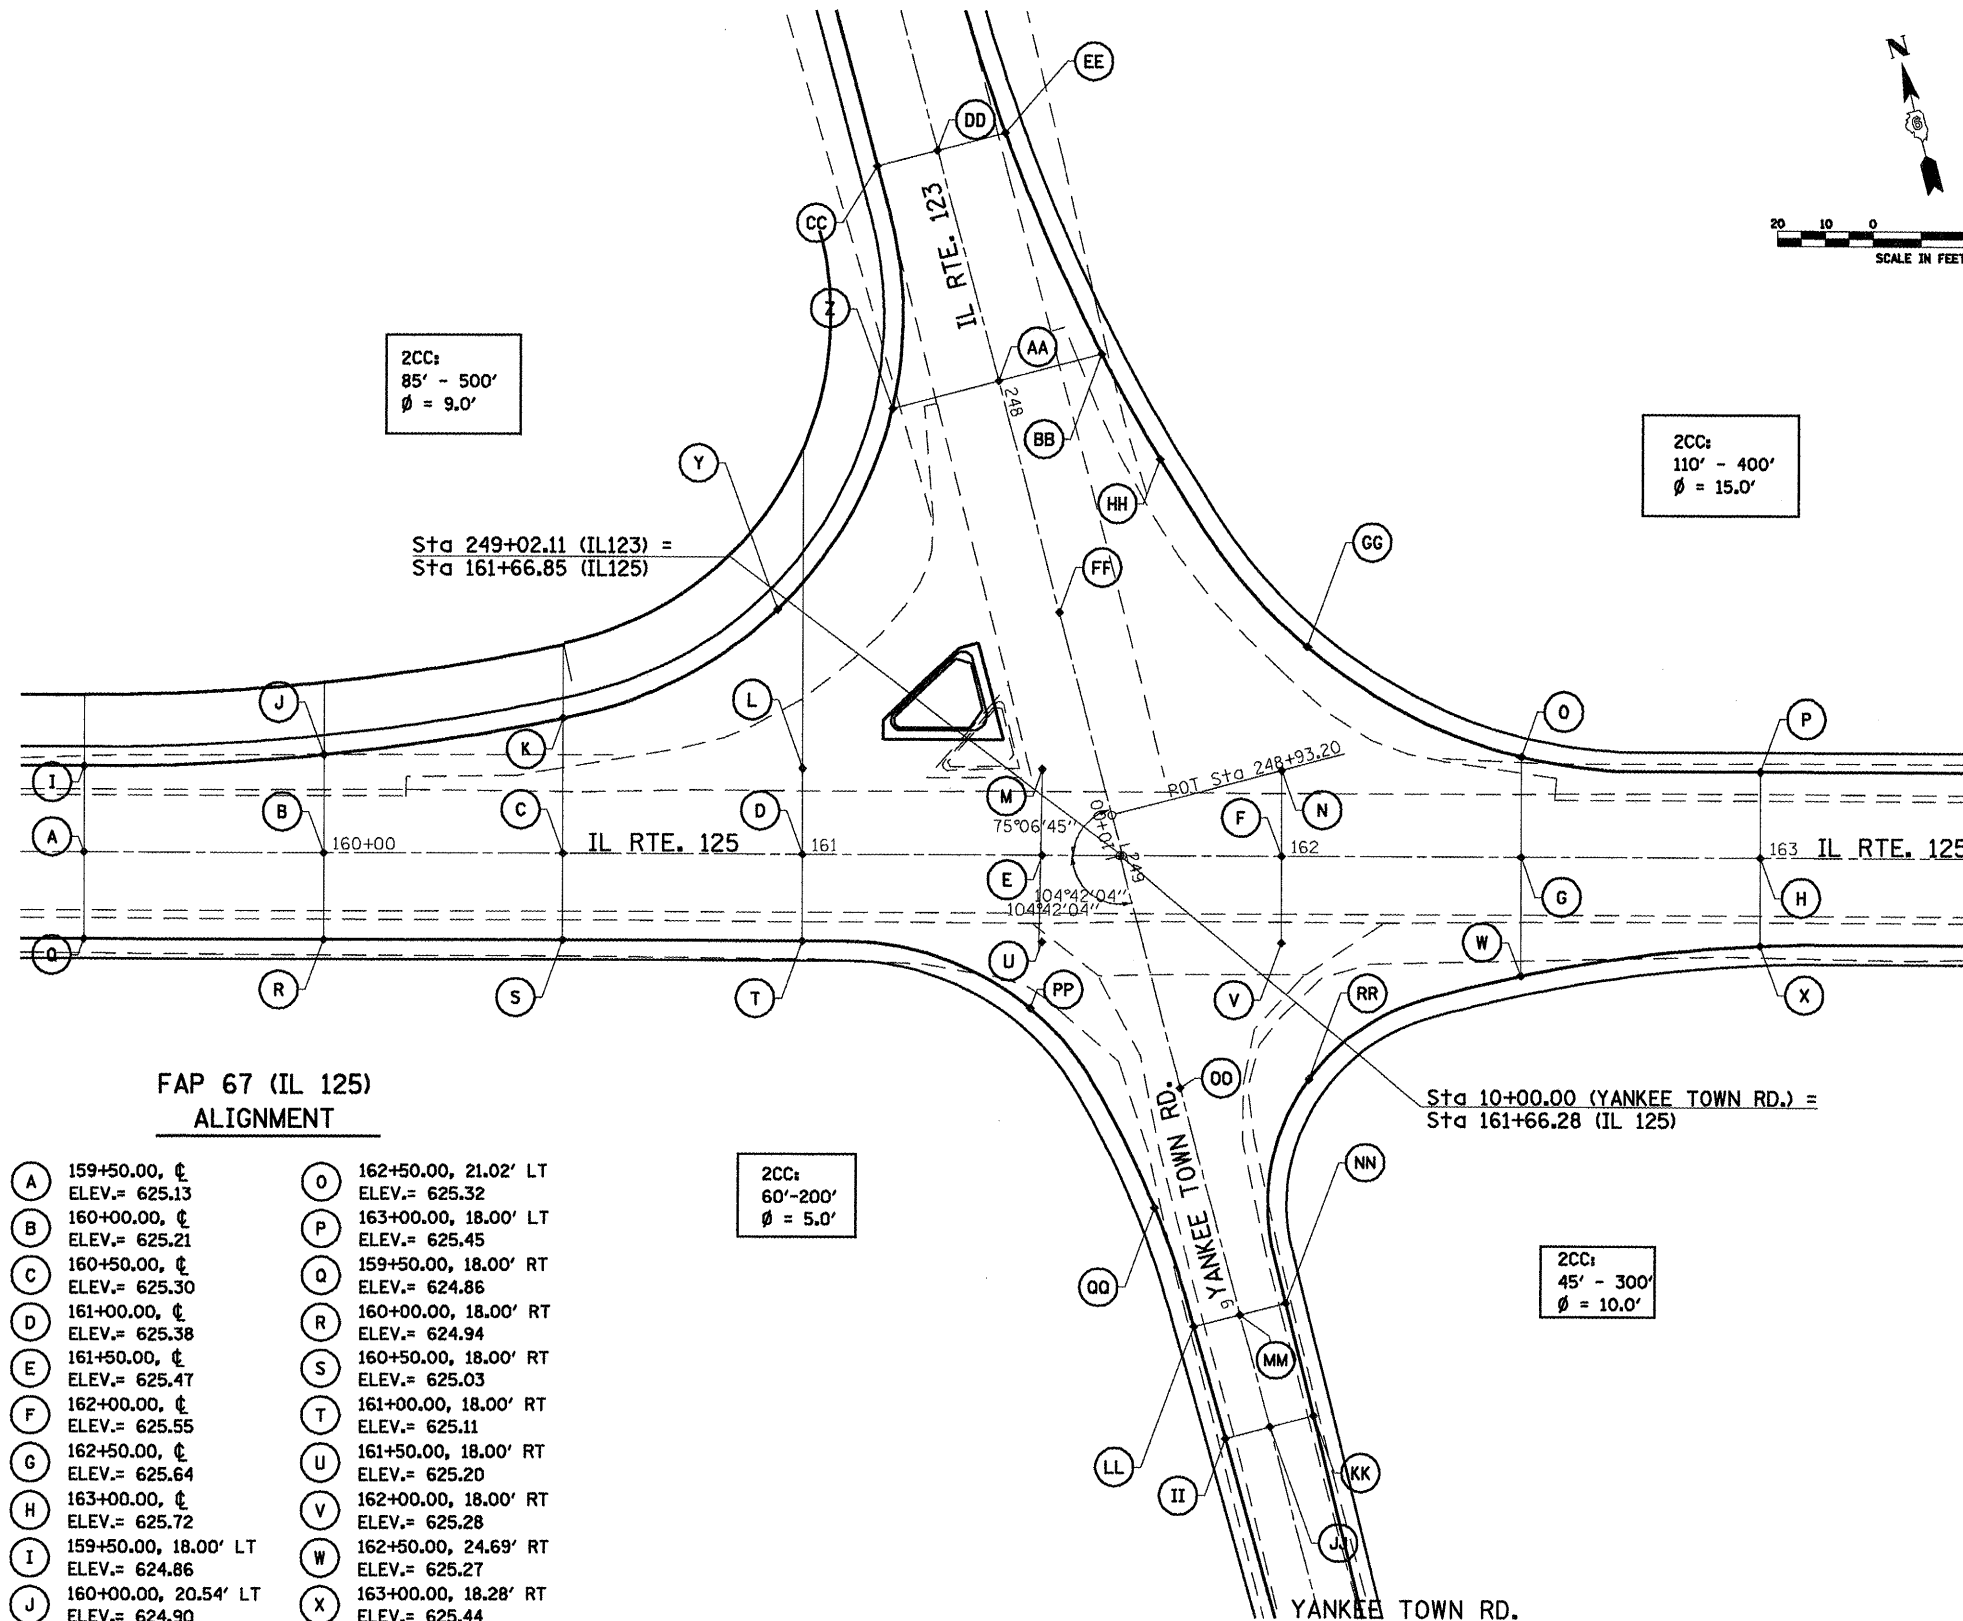 EE
N
6
DD
20 10 0
SCALE IN FEET
IL RTE. 123
CC
Z
2CC:
85' - 500'
Ø = 9.0'
AA
248
BB
2CC:
110' - 400'
Ø = 15.0'
Y
HH
Sta 249+02.11 (IL123) =
Sta 161+66.85 (IL125)
FF
GG
J
L
K
O
P
I
B
C
D
M
POT Sta 248+93.20
F
N
A
160+00
IL RTE. 125
161
75°06'45"
10+00
249
162
163
IL RTE. 125
E
104°42'04"
104°42'04"
G
H
Q
R
S
T
U
PP
V
W
RR
X
OO
Sta 10+00.00 (YANKEE TOWN RD.) =
Sta 161+66.28 (IL 125)
YANKEE TOWN RD.
9
NN
2CC:
60'-200'
Ø = 5.0'
QQ
MM
2CC:
45' - 300'
Ø = 10.0'
LL
II
KK
JJ
YANKEE TOWN RD.
FAP 67 (IL 125)
ALIGNMENT
A 159+50.00, ℄
ELEV.= 625.13
B 160+00.00, ℄
ELEV.= 625.21
C 160+50.00, ℄
ELEV.= 625.30
D 161+00.00, ℄
ELEV.= 625.38
E 161+50.00, ℄
ELEV.= 625.47
F 162+00.00, ℄
ELEV.= 625.55
G 162+50.00, ℄
ELEV.= 625.64
H 163+00.00, ℄
ELEV.= 625.72
I 159+50.00, 18.00' LT
ELEV.= 624.86
J 160+00.00, 20.54' LT
ELEV.= 624.90
O 162+50.00, 21.02' LT
ELEV.= 625.32
P 163+00.00, 18.00' LT
ELEV.= 625.45
Q 159+50.00, 18.00' RT
ELEV.= 624.86
R 160+00.00, 18.00' RT
ELEV.= 624.94
S 160+50.00, 18.00' RT
ELEV.= 625.03
T 161+00.00, 18.00' RT
ELEV.= 625.11
U 161+50.00, 18.00' RT
ELEV.= 625.20
V 162+00.00, 18.00' RT
ELEV.= 625.28
W 162+50.00, 24.69' RT
ELEV.= 625.27
X 163+00.00, 18.28' RT
ELEV.= 625.44